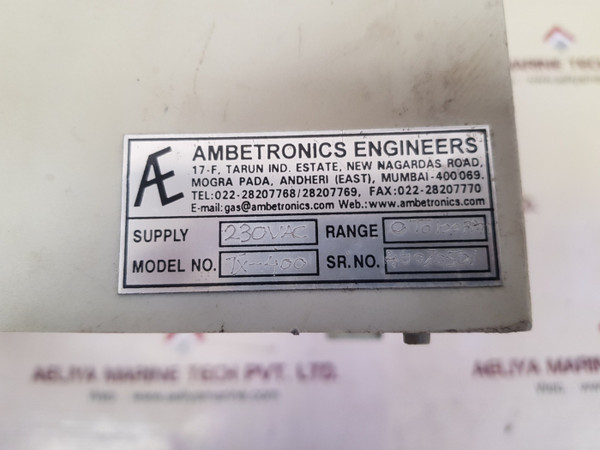 AMBETRONICS ENGINEERS
17-F, TARUN IND. ESTATE, NEW NAGARDAS ROAD,
MOGRA PADA, ANDHERI (EAST), MUMBAI-400069.
TEL:022-28207768/28207769, FAX:022-28207770
E-mail:gas@ambetronics.com Web.:www.ambetronics.com
SUPPLY 230VAC RANGE
MODEL NO. SR.NO.
AELIYA MARINE TECH PVT. LTD.